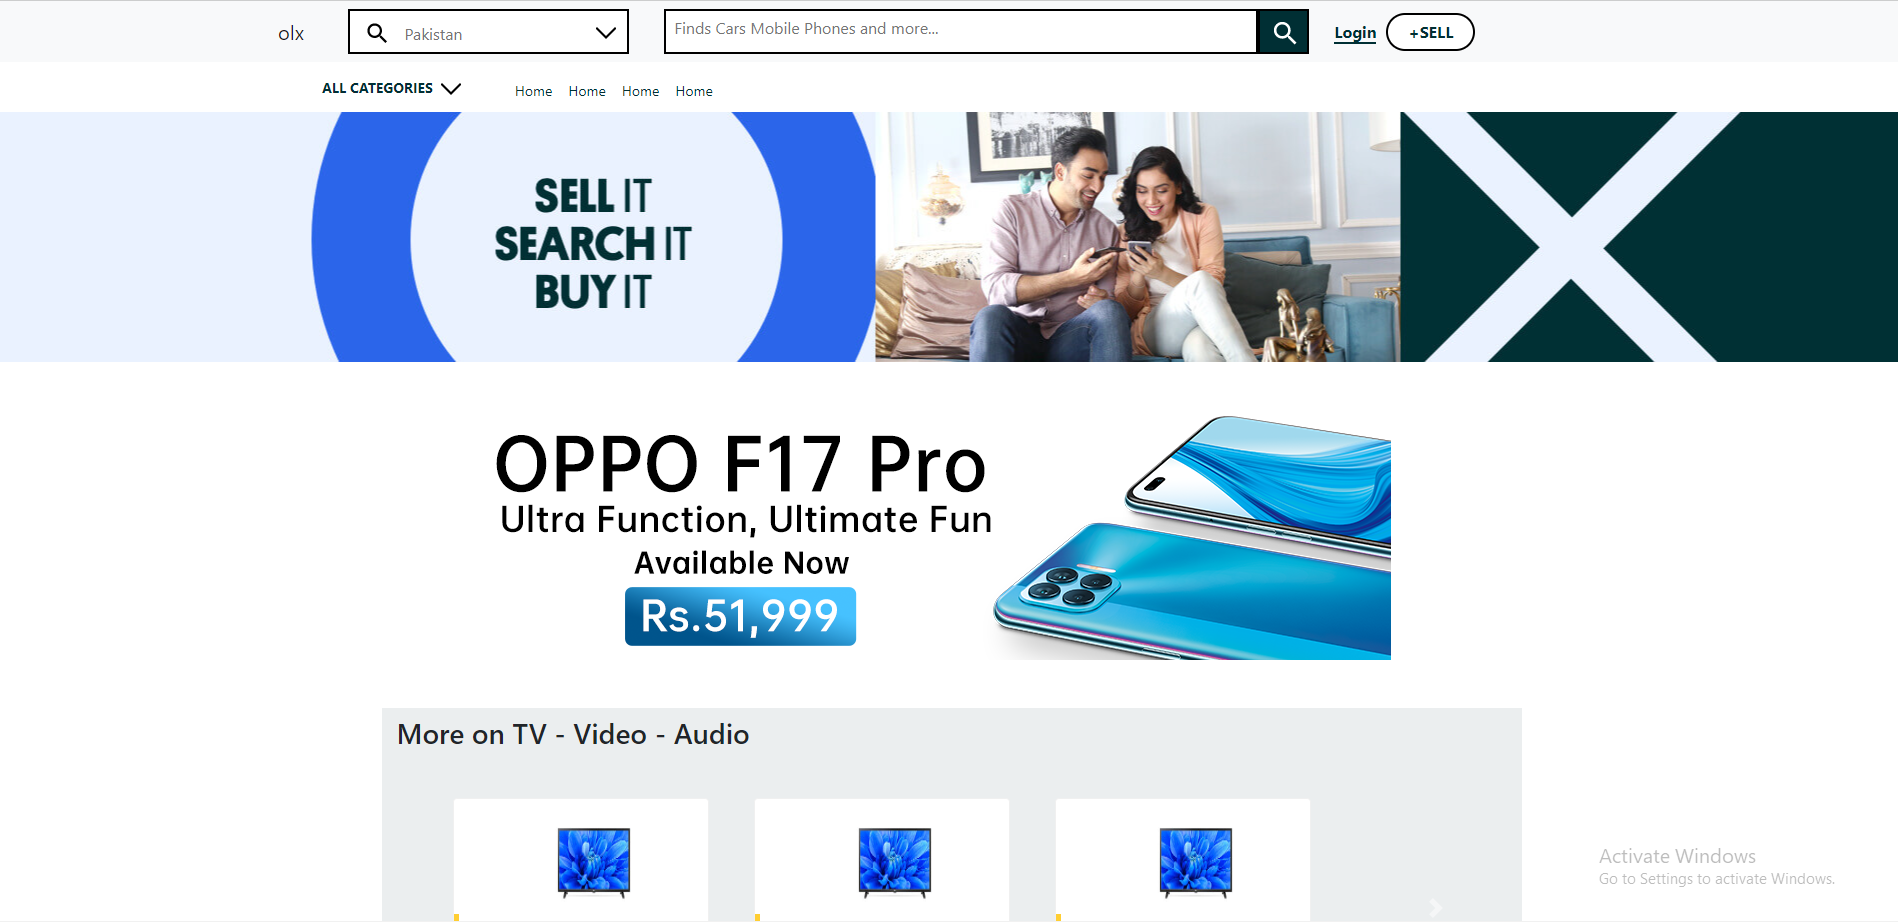 olx
Pakistan
Finds Cars Mobile Phones and more...
Login
+SELL
ALL CATEGORIES
Home Home Home Home
SELL IT
SEARCH IT
BUY IT
OPPO F17 Pro
Ultra Function, Ultimate Fun
Available Now
Rs.51,999
More on TV - Video - Audio
Activate Windows
Go to Settings to activate Windows.